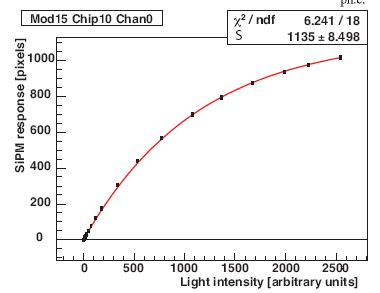 ph.e.
Mod15 Chip10 Chan0
χ² / ndf 6.241 / 18
S 1135 ± 8.498
SiPM response [pixels]
1000
800
600
400
200
0
0 500 1000 1500 2000 2500
Light intensity [arbitrary units]